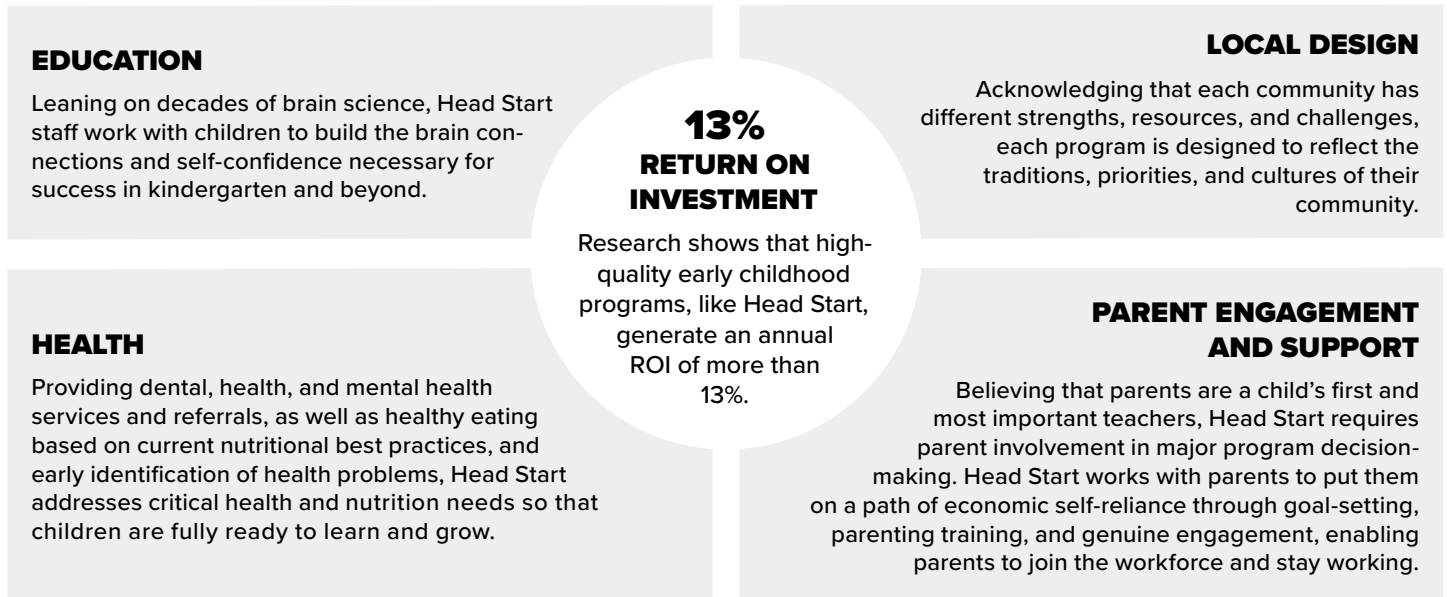 EDUCATION
Leaning on decades of brain science, Head Start
staff work with children to build the brain con-
nections and self-confidence necessary for
success in kindergarten and beyond.
HEALTH
Providing dental, health, and mental health
services and referrals, as well as healthy eating
based on current nutritional best practices, and
early identification of health problems, Head Start
addresses critical health and nutrition needs so that
children are fully ready to learn and grow.
13%
RETURN ON
INVESTMENT
Research shows that high-
quality early childhood
programs, like Head Start,
generate an annual
ROI of more than
13%.
LOCAL DESIGN
Acknowledging that each community has
different strengths, resources, and challenges,
each program is designed to reflect the
traditions, priorities, and cultures of their
community.
PARENT ENGAGEMENT
AND SUPPORT
Believing that parents are a child’s first and
most important teachers, Head Start requires
parent involvement in major program decision-
making. Head Start works with parents to put them
on a path of economic self-reliance through goal-setting,
parenting training, and genuine engagement, enabling
parents to join the workforce and stay working.